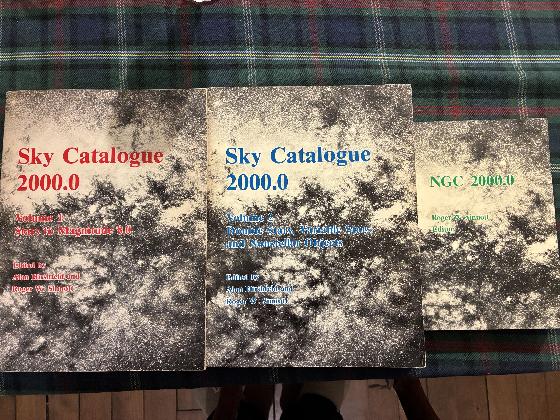 Sky Catalogue
2000.0
Volume 1
Stars to Magnitude 8.0
Edited by
Alan Hirshfeld and
Roger W. Sinnott
Sky Catalogue
2000.0
Volume 2
Double Stars, Variable Stars
and Nonstellar Objects
Edited by
Alan Hirshfeld and
Roger W. Sinnott
NGC 2000.0
Roger W. Sinnott
Editor